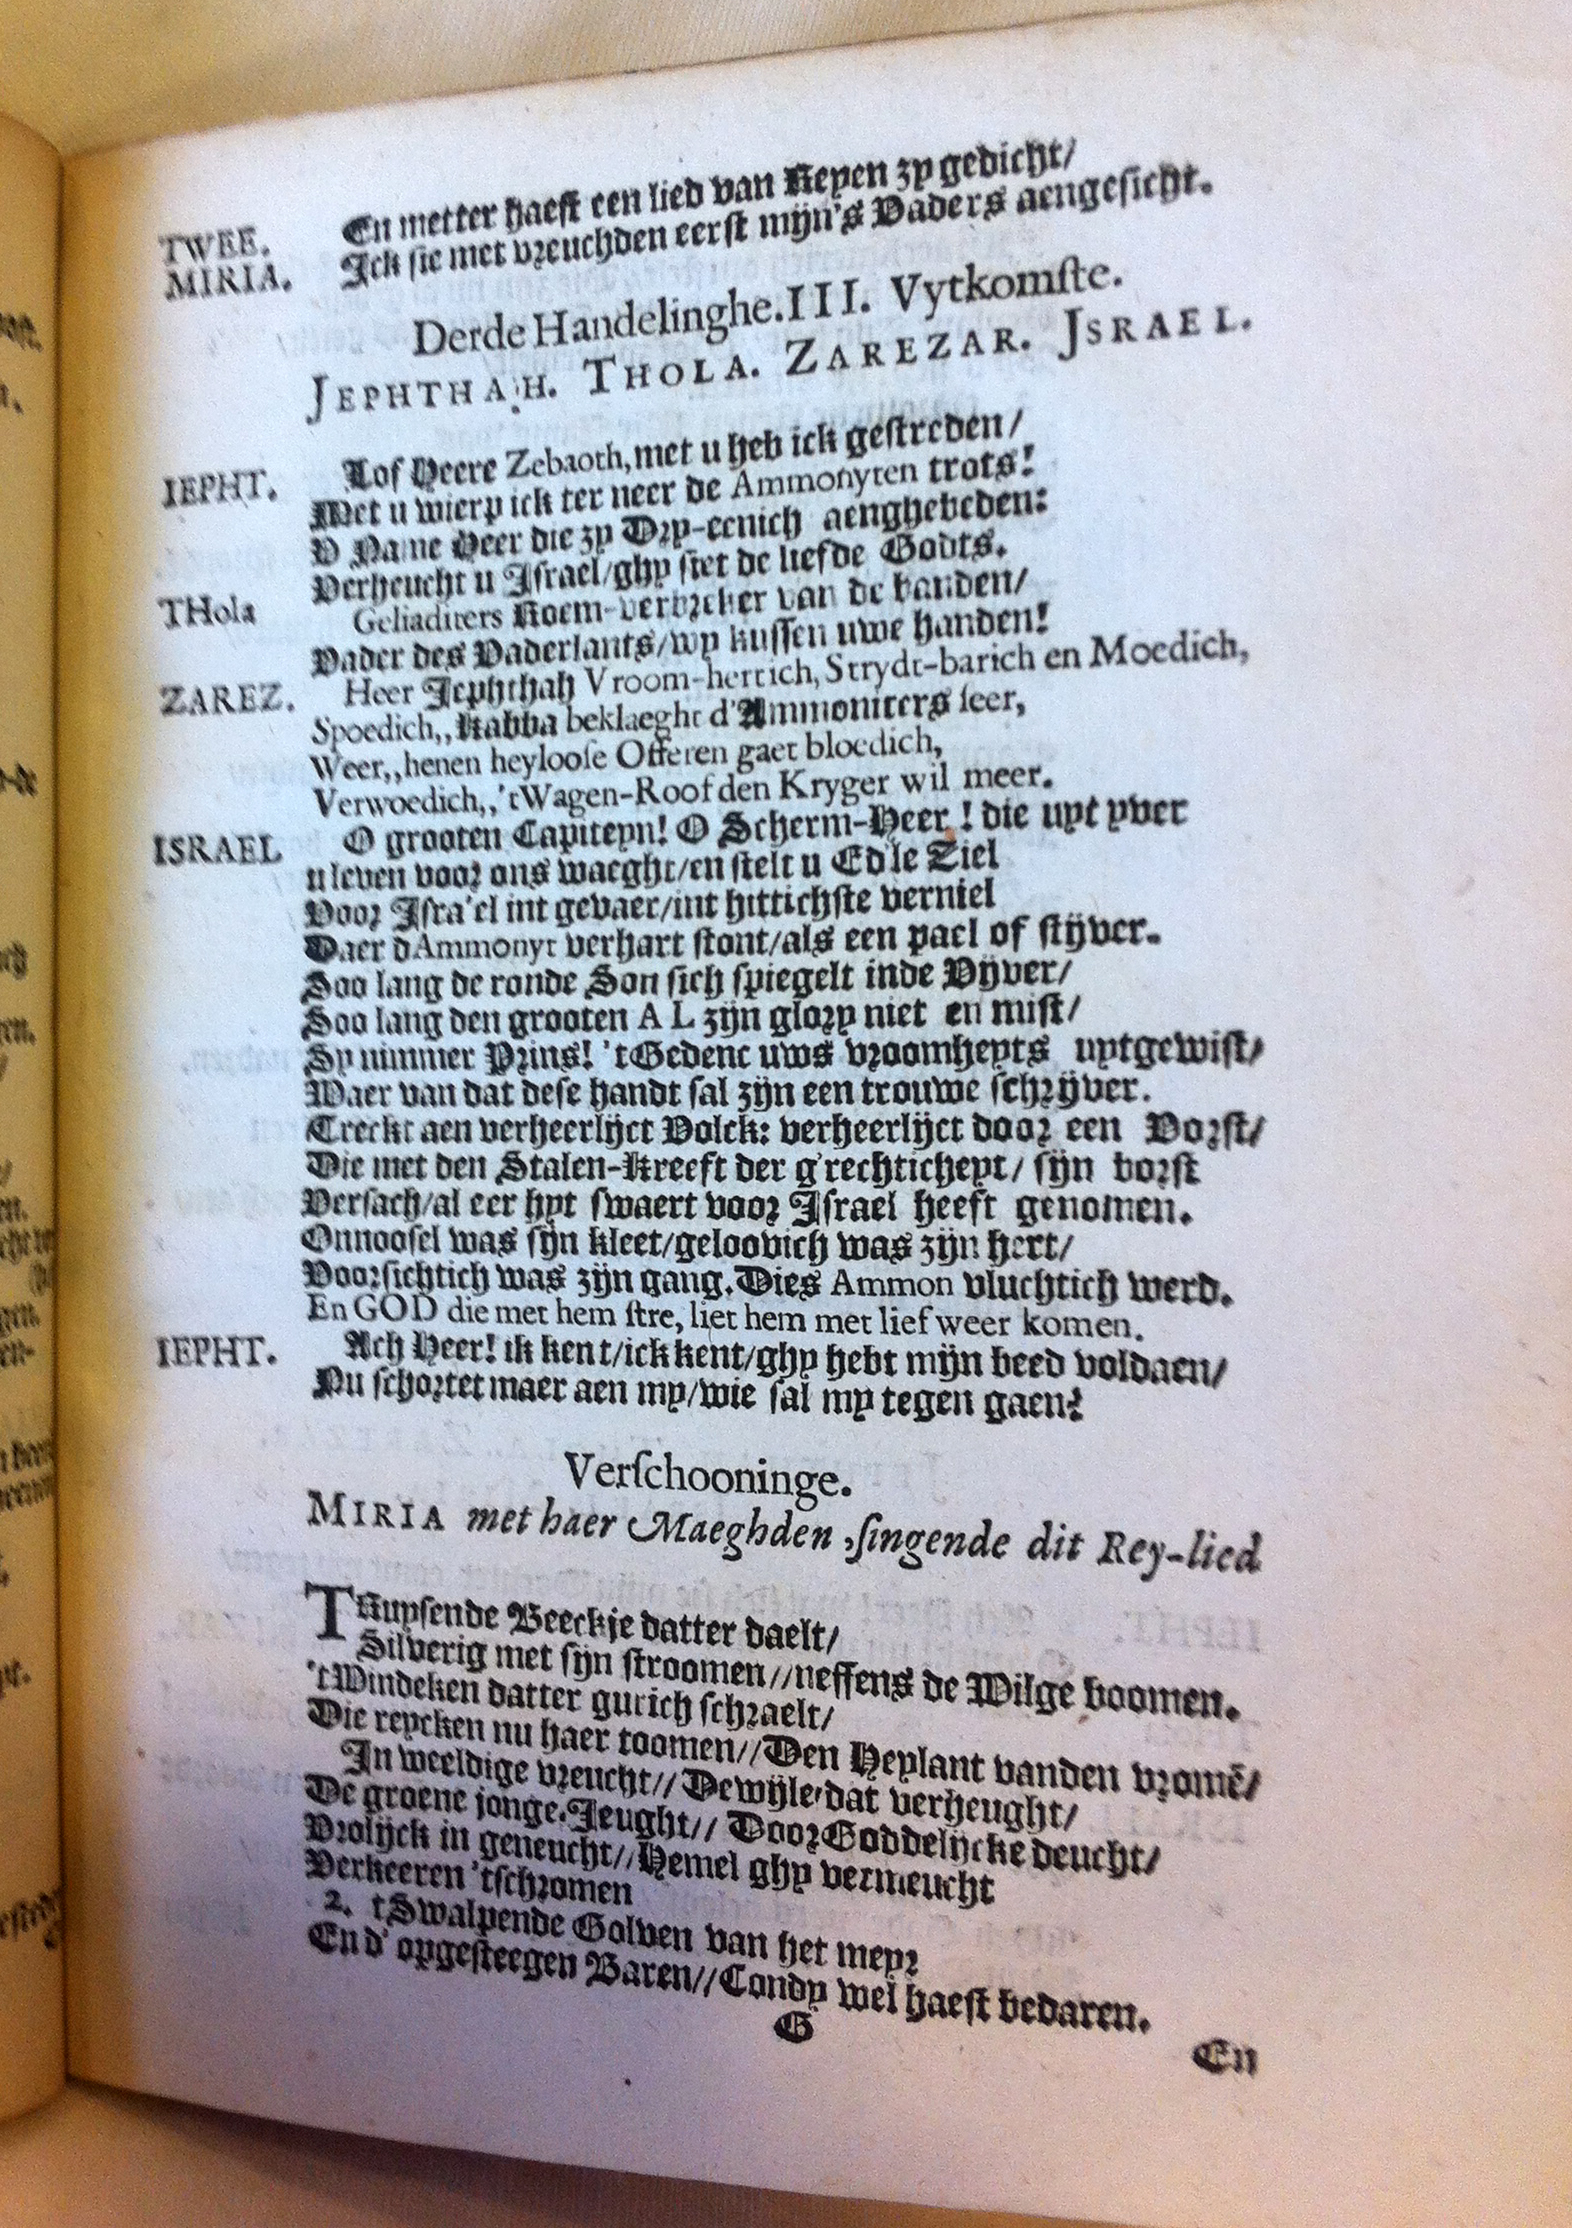 TWEE. En metter haest een lied van Reyen zy gedicht/
MIRIA. Ick sie met vreuchden eerst mijn's Vaders aengesicht.
Derde Handelinghe. III. Vytkomste.
JEPHTHAH. THOLA. ZAREZAR. JSRAEL.
IEPHT. Lof Heere Zebaoth, met u heb ick gestreden/
Met u wierp ick ter neer de Ammonyten trots!
O Name Heer die zy Dry-eenich aenghebeden:
Verheucht u Israel/ghy siet de liefde Godts.
THola Geliaditers Roem-verbreker van de banden/
Vader des Vaderlants/wy kussen uwe handen!
ZAREZ. Heer Jephthah Vroom-hertich, Strydt-barich en Moedich,
Spoedich,, Rabba beklaeght d'Ammoniters seer,
Weer,,henen heyloose Offeren gaet bloedich,
Verwoedich,,'t Wagen-Roof den Kryger wil meer.
ISRAEL O grooten Capiteyn! O Scherm-Heer! die uyt yver
u leven voor ons waeght/en stelt u Ed'le Ziel
Voor Isra'el int gevaer/int hittichste verniel
Daer d'Ammonyt verhart stont/als een pael of stijver.
Soo lang de ronde Son sich spiegelt inde Vijver/
Soo lang den grooten AL zijn glory niet en mist/
Sy nimmer Prins! 't Gedenc uws vroomheyts uytgewist/
Waer van dat dese handt sal zijn een trouwe schrijver.
Treckt aen verheerlijct Volck: verheerlijct door een Vorst/
Die met den Stalen-Kreeft der g'rechticheyt/ sijn borst
Versach/al eer hyt swaert voor Israel heeft genomen.
Onnoosel was sijn kleet/geloovich was zijn hert/
Voorsichtich was zijn gang. Dies Ammon vluchtich werd.
En GOD die met hem stre, liet hem met lief weer komen.
IEPHT. Ach Heer! ik kent/ick kent/ghy hebt mijn beed voldaen/
Nu schortet maer aen my/wie sal my tegen gaen?
Verschooninge.
MIRIA met haer Maeghden, singende dit Rey-lied
TRuysende Beeckje datter daelt/
Silverig met sijn stroomen//neffens de Wilge boomen.
't Windeken datter gurich schraelt/
Die reycken nu haer toomen//Den Heylant vanden vromē/
In weeldige vreucht// Dewijle dat verheught/
De groene jonge Jeught// Door Goddelijcke deucht/
Vrolijck in geneucht//Hemel ghy vermeucht
Verkeeren 'tschromen
2. tSwalpende Golven van het meyr
En d' opgesteegen Baren//Condy wel haest bedaren.
G
En